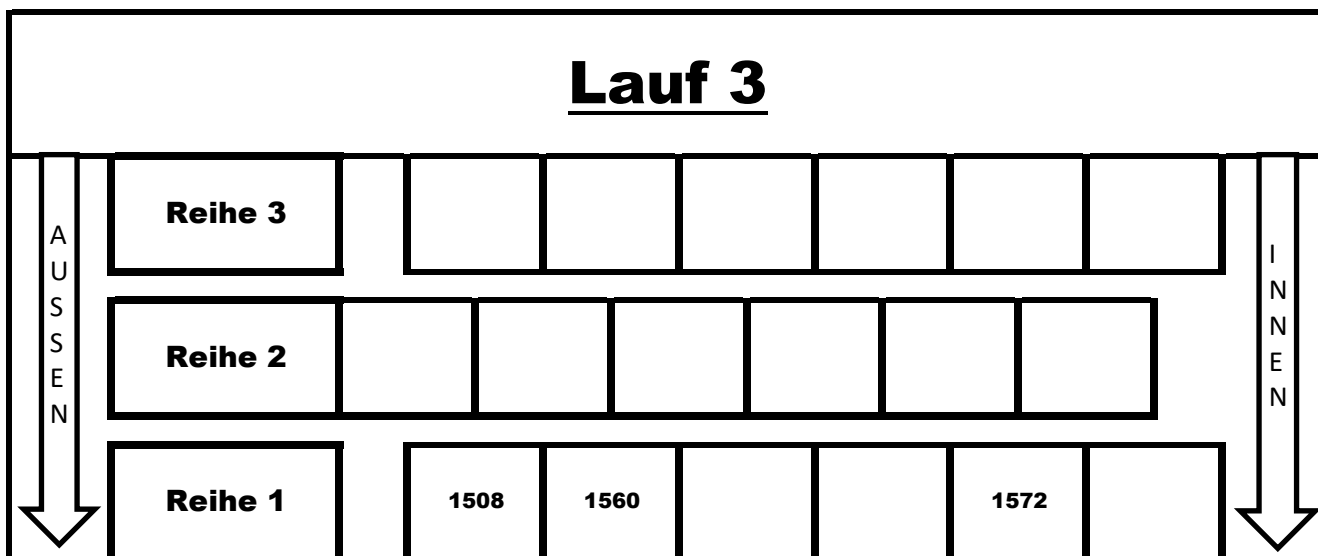 Lauf 3
AUSSEN
INNEN
Reihe 3
Reihe 2
Reihe 1 1508 1560 1572